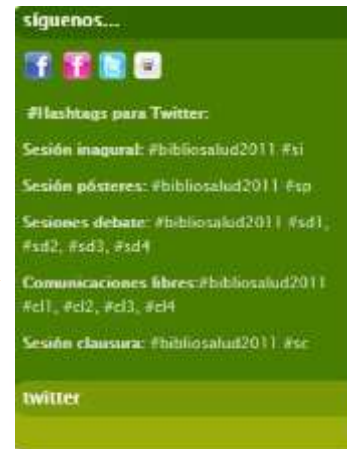 síguenos...
#Hashtags para Twitter:
Sesión inagural: #bibliosalud2011 #si
Sesión pósteres: #bibliosalud2011 #sp
Sesiones debate: #bibliosalud2011 #sd1,
#sd2, #sd3, #sd4
Comunicaciones libres:#bibliosalud2011
#cl1, #cl2, #cl3, #cl4
Sesión clausura: #bibliosalud2011 #sc
twitter